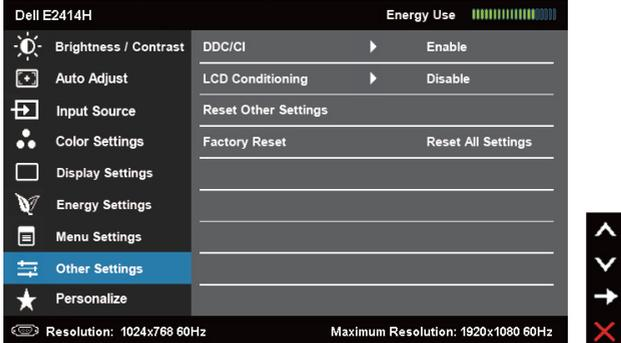 Dell E2414H Energy Use
Brightness / Contrast DDC/CI Enable
Auto Adjust LCD Conditioning Disable
Input Source Reset Other Settings
Color Settings Factory Reset Reset All Settings
Display Settings
Energy Settings
Menu Settings
Other Settings
Personalize
Resolution: 1024x768 60Hz Maximum Resolution: 1920x1080 60Hz